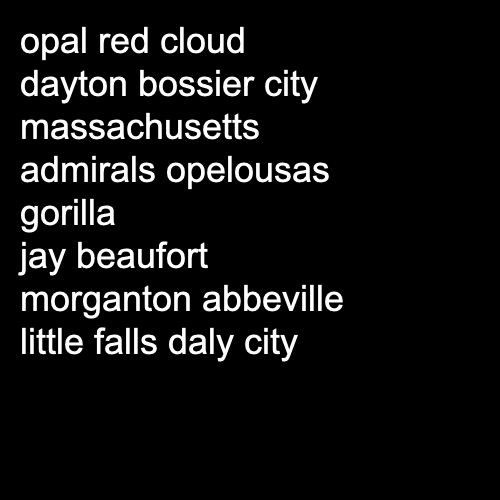 opal red cloud
dayton bossier city
massachusetts
admirals opelousas
gorilla
jay beaufort
morganton abbeville
little falls daly city